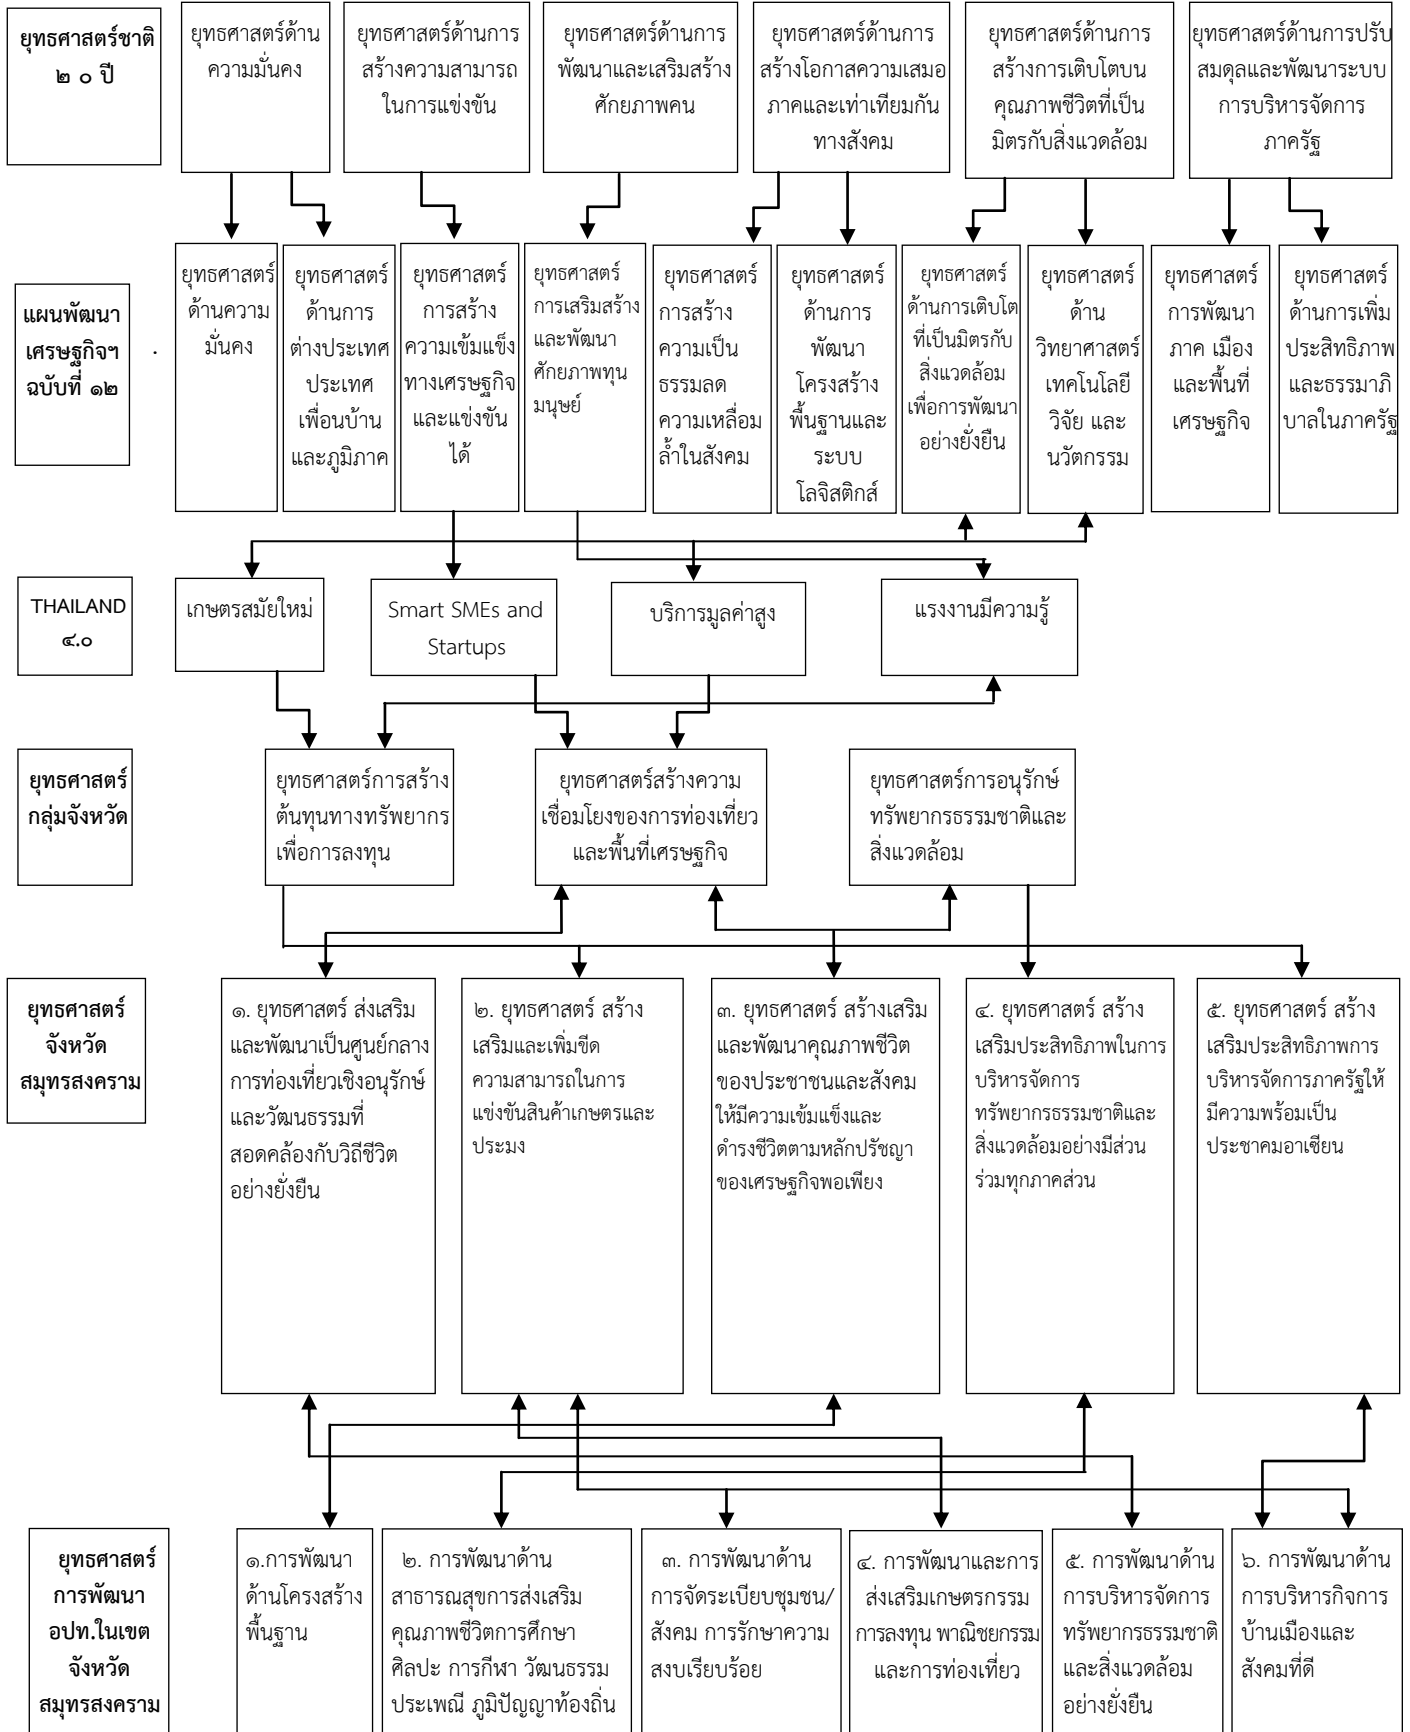 ยุทธศาสตร์ชาติ
๒ ๐ ปี
ยุทธศาสตร์ด้าน
ความมั่นคง
ยุทธศาสตร์ด้านการ
สร้างความสามารถ
ในการแข่งขัน
ยุทธศาสตร์ด้านการ
พัฒนาและเสริมสร้าง
ศักยภาพคน
ยุทธศาสตร์ด้านการ
สร้างโอกาสความเสมอ
ภาคและเท่าเทียมกัน
ทางสังคม
ยุทธศาสตร์ด้านการ
สร้างการเติบโตบน
คุณภาพชีวิตที่เป็น
มิตรกับสิ่งแวดล้อม
ยุทธศาสตร์ด้านการปรับ
สมดุลและพัฒนาระบบ
การบริหารจัดการ
ภาครัฐ
แผนพัฒนา
เศรษฐกิจฯ
ฉบับที่ ๑๒
.
ยุทธศาสตร์
ด้านความ
มั่นคง
ยุทธศาสตร์
ด้านการ
ต่างประเทศ
ประเทศ
เพื่อนบ้าน
และภูมิภาค
ยุทธศาสตร์
การสร้าง
ความเข้มแข็ง
ทางเศรษฐกิจ
และแข่งขัน
ได้
ยุทธศาสตร์
การเสริมสร้าง
และพัฒนา
ศักยภาพทุน
มนุษย์
ยุทธศาสตร์
การสร้าง
ความเป็น
ธรรมลด
ความเหลื่อม
ล้ำในสังคม
ยุทธศาสตร์
ด้านการ
พัฒนา
โครงสร้าง
พื้นฐานและ
ระบบ
โลจิสติกส์
ยุทธศาสตร์
ด้านการเติบโต
ที่เป็นมิตรกับ
สิ่งแวดล้อม
เพื่อการพัฒนา
อย่างยั่งยืน
ยุทธศาสตร์
ด้าน
วิทยาศาสตร์
เทคโนโลยี
วิจัย และ
นวัตกรรม
ยุทธศาสตร์
การพัฒนา
ภาค เมือง
และพื้นที่
เศรษฐกิจ
ยุทธศาสตร์
ด้านการเพิ่ม
ประสิทธิภาพ
และธรรมาภิ
บาลในภาครัฐ
THAILAND
๔.๐
เกษตรสมัยใหม่
Smart SMEs and
Startups
บริการมูลค่าสูง
แรงงานมีความรู้
ยุทธศาสตร์
กลุ่มจังหวัด
ยุทธศาสตร์การสร้าง
ต้นทุนทางทรัพยากร
เพื่อการลงทุน
ยุทธศาสตร์สร้างความ
เชื่อมโยงของการท่องเที่ยว
และพื้นที่เศรษฐกิจ
ยุทธศาสตร์การอนุรักษ์
ทรัพยากรธรรมชาติและ
สิ่งแวดล้อม
ยุทธศาสตร์
จังหวัด
สมุทรสงคราม
๑. ยุทธศาสตร์ ส่งเสริม
และพัฒนาเป็นศูนย์กลาง
การท่องเที่ยวเชิงอนุรักษ์
และวัฒนธรรมที่
สอดคล้องกับวิถีชีวิต
อย่างยั่งยืน
๒. ยุทธศาสตร์ สร้าง
เสริมและเพิ่มขีด
ความสามารถในการ
แข่งขันสินค้าเกษตรและ
ประมง
๓. ยุทธศาสตร์ สร้างเสริม
และพัฒนาคุณภาพชีวิต
ของประชาชนและสังคม
ให้มีความเข้มแข็งและ
ดำรงชีวิตตามหลักปรัชญา
ของเศรษฐกิจพอเพียง
๔. ยุทธศาสตร์ สร้าง
เสริมประสิทธิภาพในการ
บริหารจัดการ
ทรัพยากรธรรมชาติและ
สิ่งแวดล้อมอย่างมีส่วน
ร่วมทุกภาคส่วน
๕. ยุทธศาสตร์ สร้าง
เสริมประสิทธิภาพการ
บริหารจัดการภาครัฐให้
มีความพร้อมเป็น
ประชาคมอาเซียน
ยุทธศาสตร์
การพัฒนา
อปท.ในเขต
จังหวัด
สมุทรสงคราม
๑.การพัฒนา
ด้านโครงสร้าง
พื้นฐาน
๒. การพัฒนาด้าน
สาธารณสุขการส่งเสริม
คุณภาพชีวิตการศึกษา
ศิลปะ การกีฬา วัฒนธรรม
ประเพณี ภูมิปัญญาท้องถิ่น
๓. การพัฒนาด้าน
การจัดระเบียบชุมชน/
สังคม การรักษาความ
สงบเรียบร้อย
๔. การพัฒนาและการ
ส่งเสริมเกษตรกรรม
การลงทุน พาณิชยกรรม
และการท่องเที่ยว
๕. การพัฒนาด้าน
การบริหารจัดการ
ทรัพยากรธรรมชาติ
และสิ่งแวดล้อม
อย่างยั่งยืน
๖. การพัฒนาด้าน
การบริหารกิจการ
บ้านเมืองและ
สังคมที่ดี